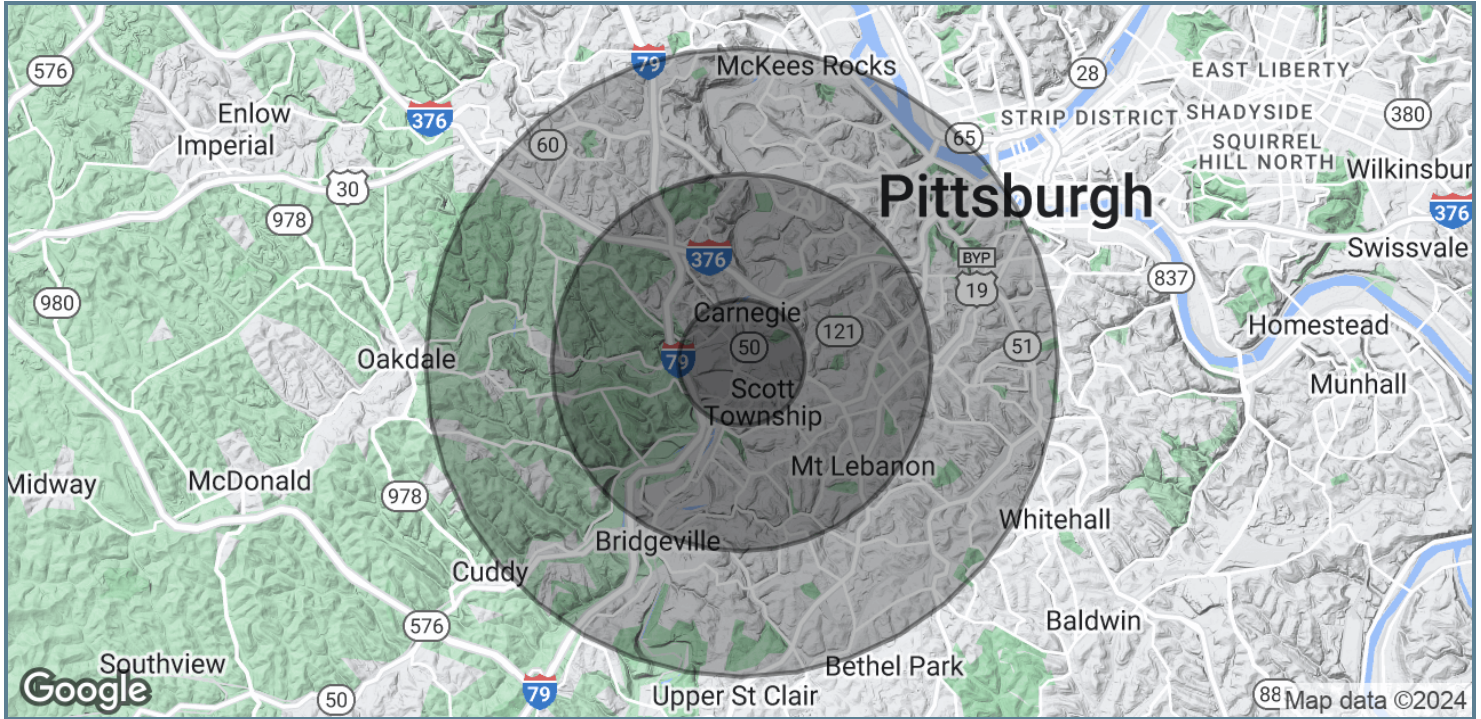 576
79
McKees Rocks
28
EAST LIBERTY
Enlow
376
STRIP DISTRICT
SHADYSIDE
380
Imperial
60
65
SQUIRREL
HILL NORTH
Wilkinsbur
30
Pittsburgh
978
376
376
BYP
Swissvale
980
19
837
Carnegie
121
50
51
Homestead
Oakdale
79
Scott
Township
Munhall
Midway
McDonald
978
Mt Lebanon
Whitehall
Bridgeville
Cuddy
576
Baldwin
Southview
Bethel Park
Google
50
79
Upper St Clair
88
Map data ©2024